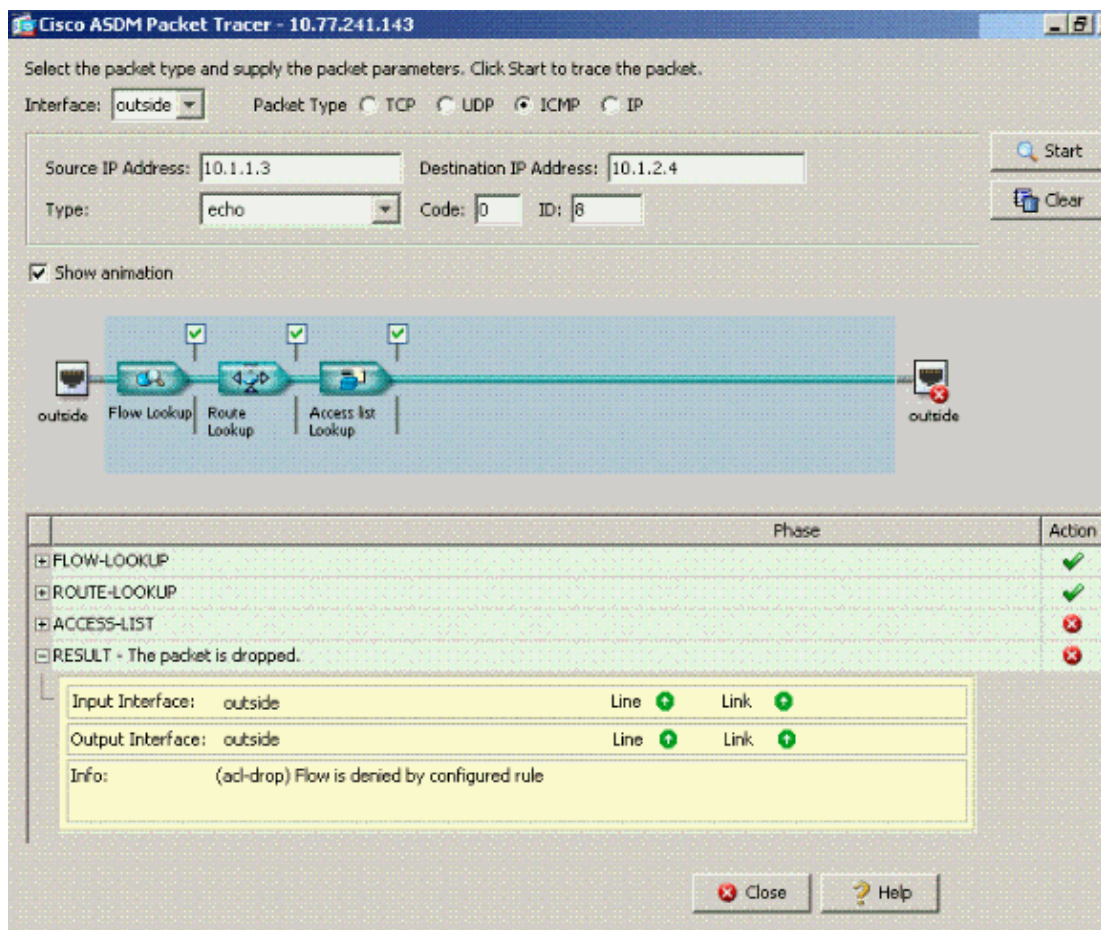 Cisco ASDM Packet Tracer - 10.77.241.143
Select the packet type and supply the packet parameters. Click Start to trace the packet.
Interface: outside Packet Type TCP UDP ICMP IP
Source IP Address: 10.1.1.3 Destination IP Address: 10.1.2.4
Start
Type: echo Code: 0 ID: 8
Clear
Show animation
outside
Flow Lookup
Route
Lookup
Access list
Lookup
outside
Phase Action
FLOW-LOOKUP
ROUTE-LOOKUP
ACCESS-LIST
RESULT - The packet is dropped.
Input Interface: outside Line Link
Output Interface: outside Line Link
Info: (acl-drop) Flow is denied by configured rule
Close Help